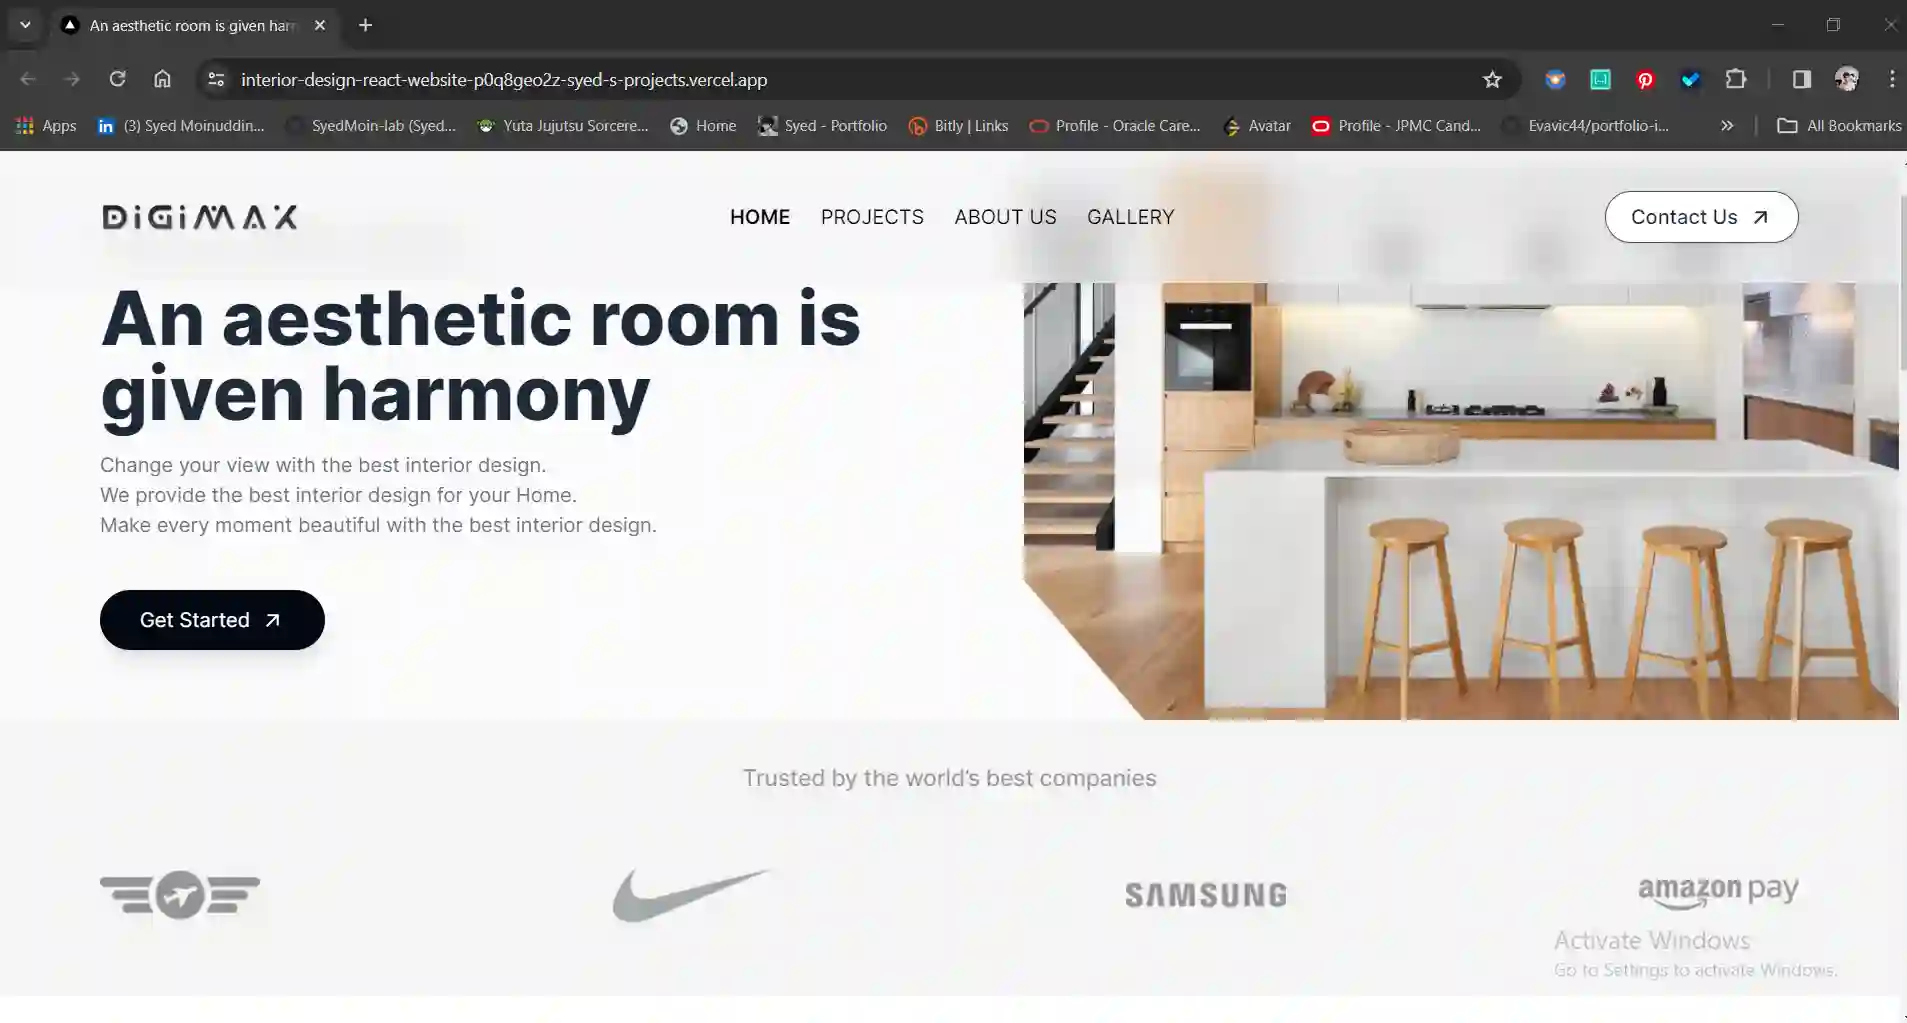 An aesthetic room is given harn
interior-design-react-website-p0q8geo2z-syed-s-projects.vercel.app
Apps
(3) Syed Moinuddin...
SyedMoin-lab (Syed...
Yuta Jujutsu Sorcere...
Home
Syed - Portfolio
Bitly | Links
Profile - Oracle Care...
Avatar
Profile - JPMC Cand...
Evavic44/portfolio-i...
All Bookmarks
DIGIMAX
HOME
PROJECTS
ABOUT US
GALLERY
Contact Us
An aesthetic room is
given harmony
Change your view with the best interior design.
We provide the best interior design for your Home.
Make every moment beautiful with the best interior design.
Get Started
Trusted by the world's best companies
SAMSUNG
amazon pay
Activate Windows
Go to Settings to activate Windows.